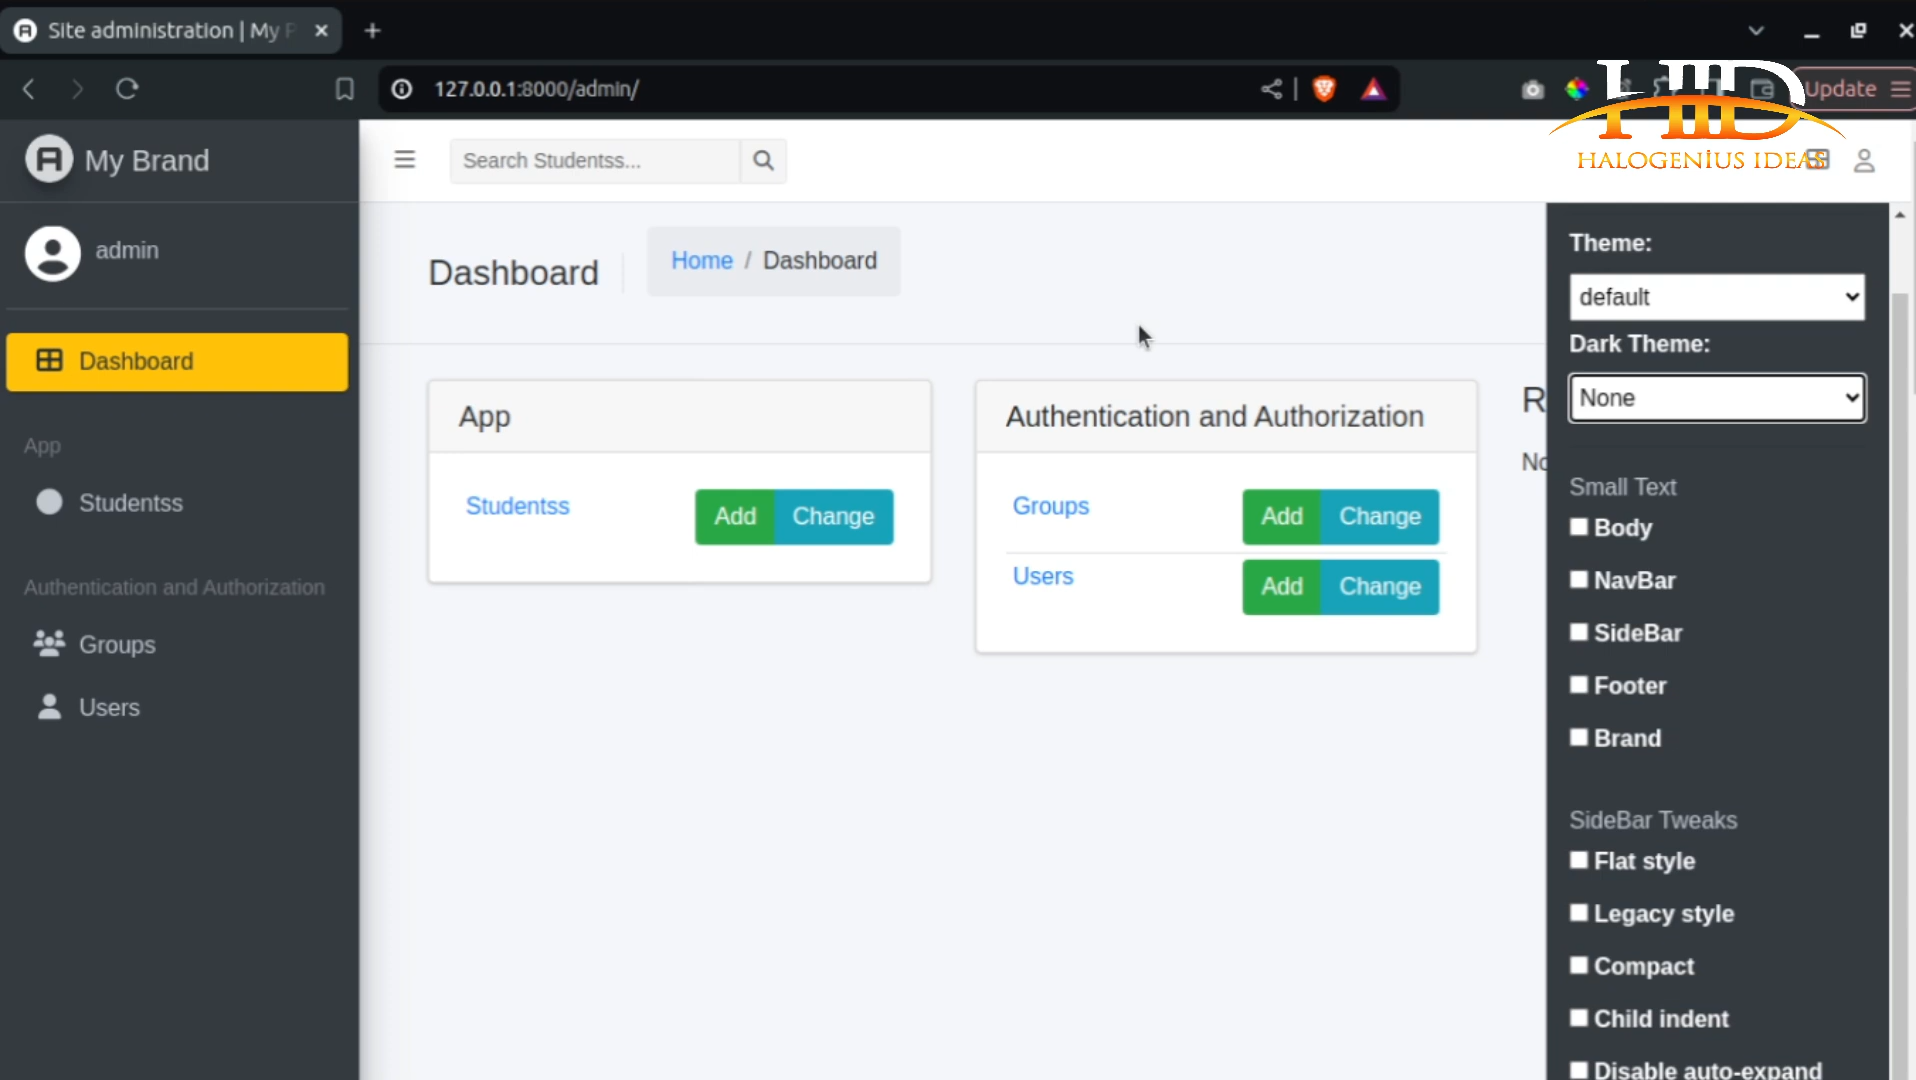 Site administration | My P
127.0.0.1:8000/admin/
Update
HID
HALOGENIUS IDEAS
My Brand
Search Studentss...
admin
Dashboard
Home / Dashboard
Theme:
default
Dark Theme:
None
Dashboard
App
Studentss
Authentication and Authorization
Groups
Users
App
Studentss
Add
Change
Authentication and Authorization
Groups
Add
Change
Users
Add
Change
R
No
Small Text
Body
NavBar
SideBar
Footer
Brand
SideBar Tweaks
Flat style
Legacy style
Compact
Child indent
Disable auto-expand